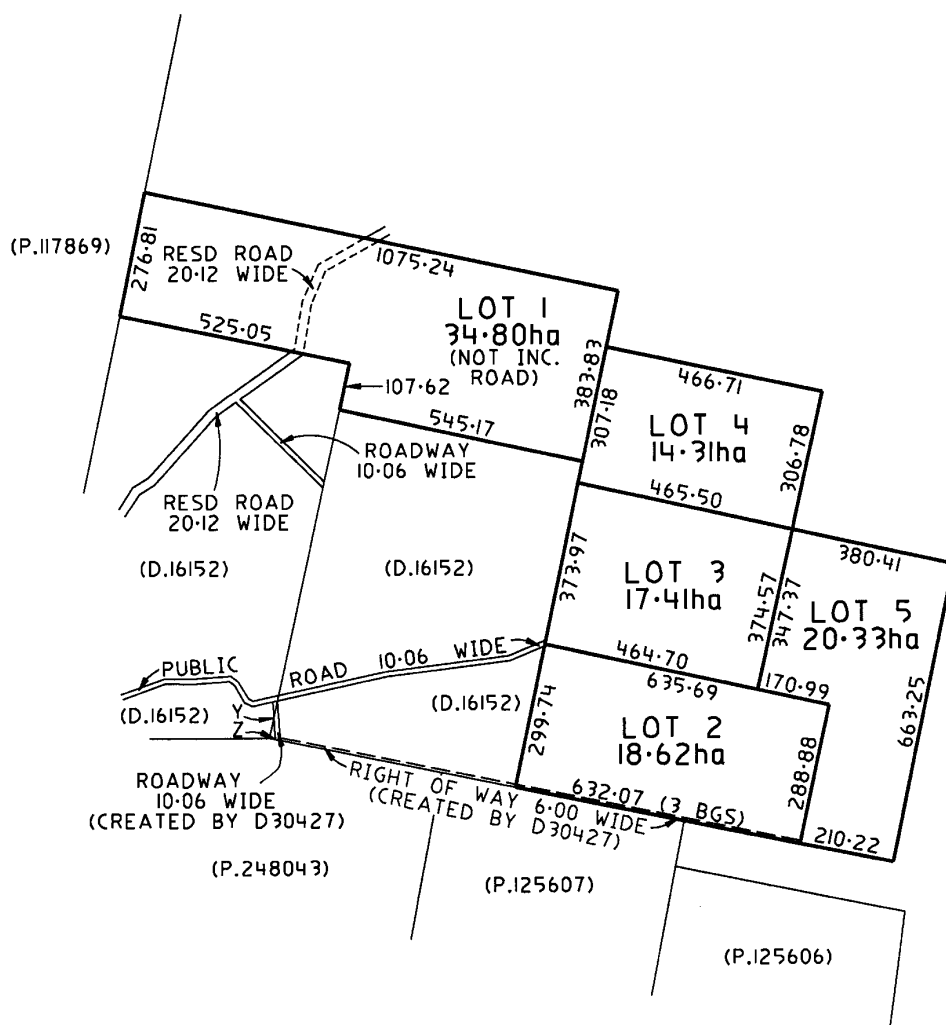 (P.117869)
276·81
RESD ROAD
20·12 WIDE
1075·24
LOT 1
34·80ha
(NOT INC.
ROAD)
525·05
107·62
383·83
545·17
307·18
466·71
LOT 4
14·31ha
306·78
ROADWAY
10·06 WIDE
RESD ROAD
20·12 WIDE
465·50
380·41
(D.16152)
(D.16152)
373·97
LOT 3
17·41ha
374·57
347·37
LOT 5
20·33ha
663·25
PUBLIC ROAD 10·06 WIDE
464·70
635·69
170·99
(D.16152)
(D.16152)
Y
Z
299·74
LOT 2
18·62ha
288·88
ROADWAY
10·06 WIDE
(CREATED BY D30427)
RIGHT OF WAY 6·00 WIDE
(CREATED BY D30427)
632·07 (3 BGS)
210·22
(P.248043)
(P.125607)
(P.125606)